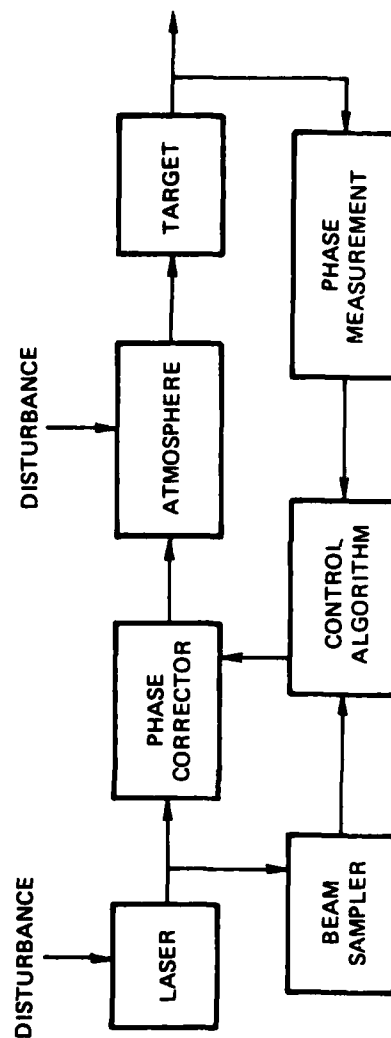 DISTURBANCE
DISTURBANCE
LASER
PHASE
CORRECTOR
ATMOSPHERE
TARGET
BEAM
SAMPLER
CONTROL
ALGORITHM
PHASE
MEASUREMENT